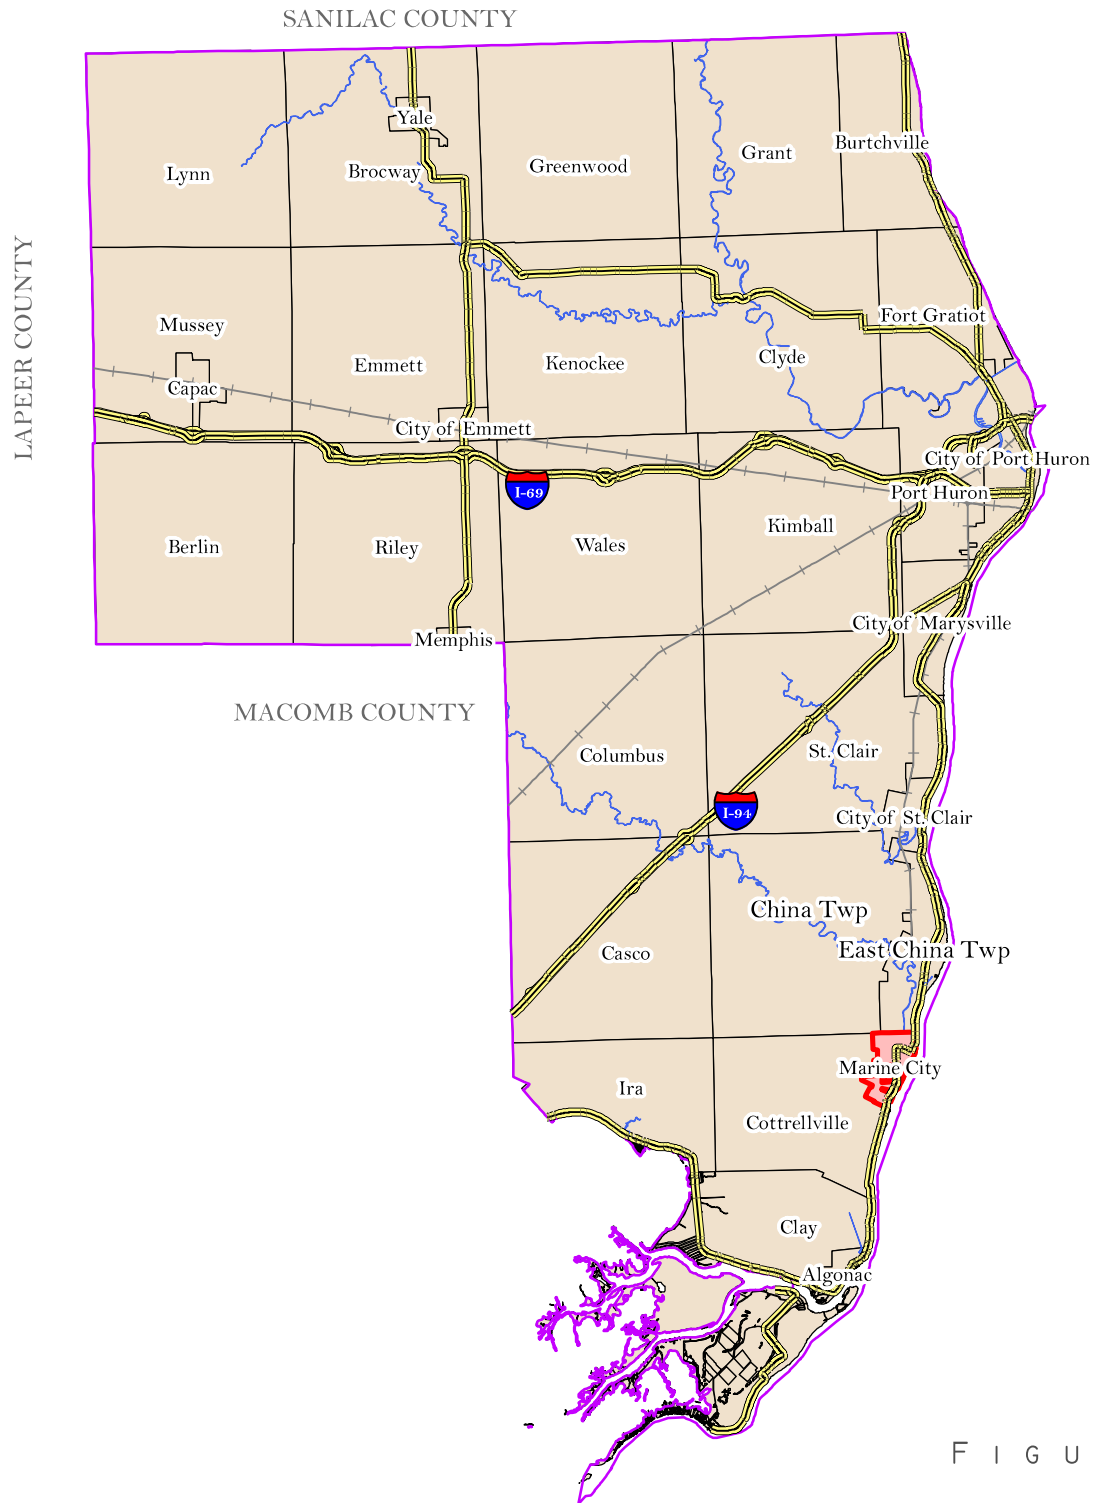 SANILAC COUNTY
Yale
Burtchville
Grant
Greenwood
Brocway
Lynn
LAPEER COUNTY
Fort Gratiot
Mussey
Clyde
Kenockee
Emmett
Capac
City of Emmett
City of Port Huron
I-69
Port Huron
Kimball
Wales
Riley
Berlin
City of Marysville
Memphis
MACOMB COUNTY
St. Clair
Columbus
I-94
City of St. Clair
China Twp
East China Twp
Casco
Marine City
Ira
Cottrellville
Clay
Algonac
FIGU